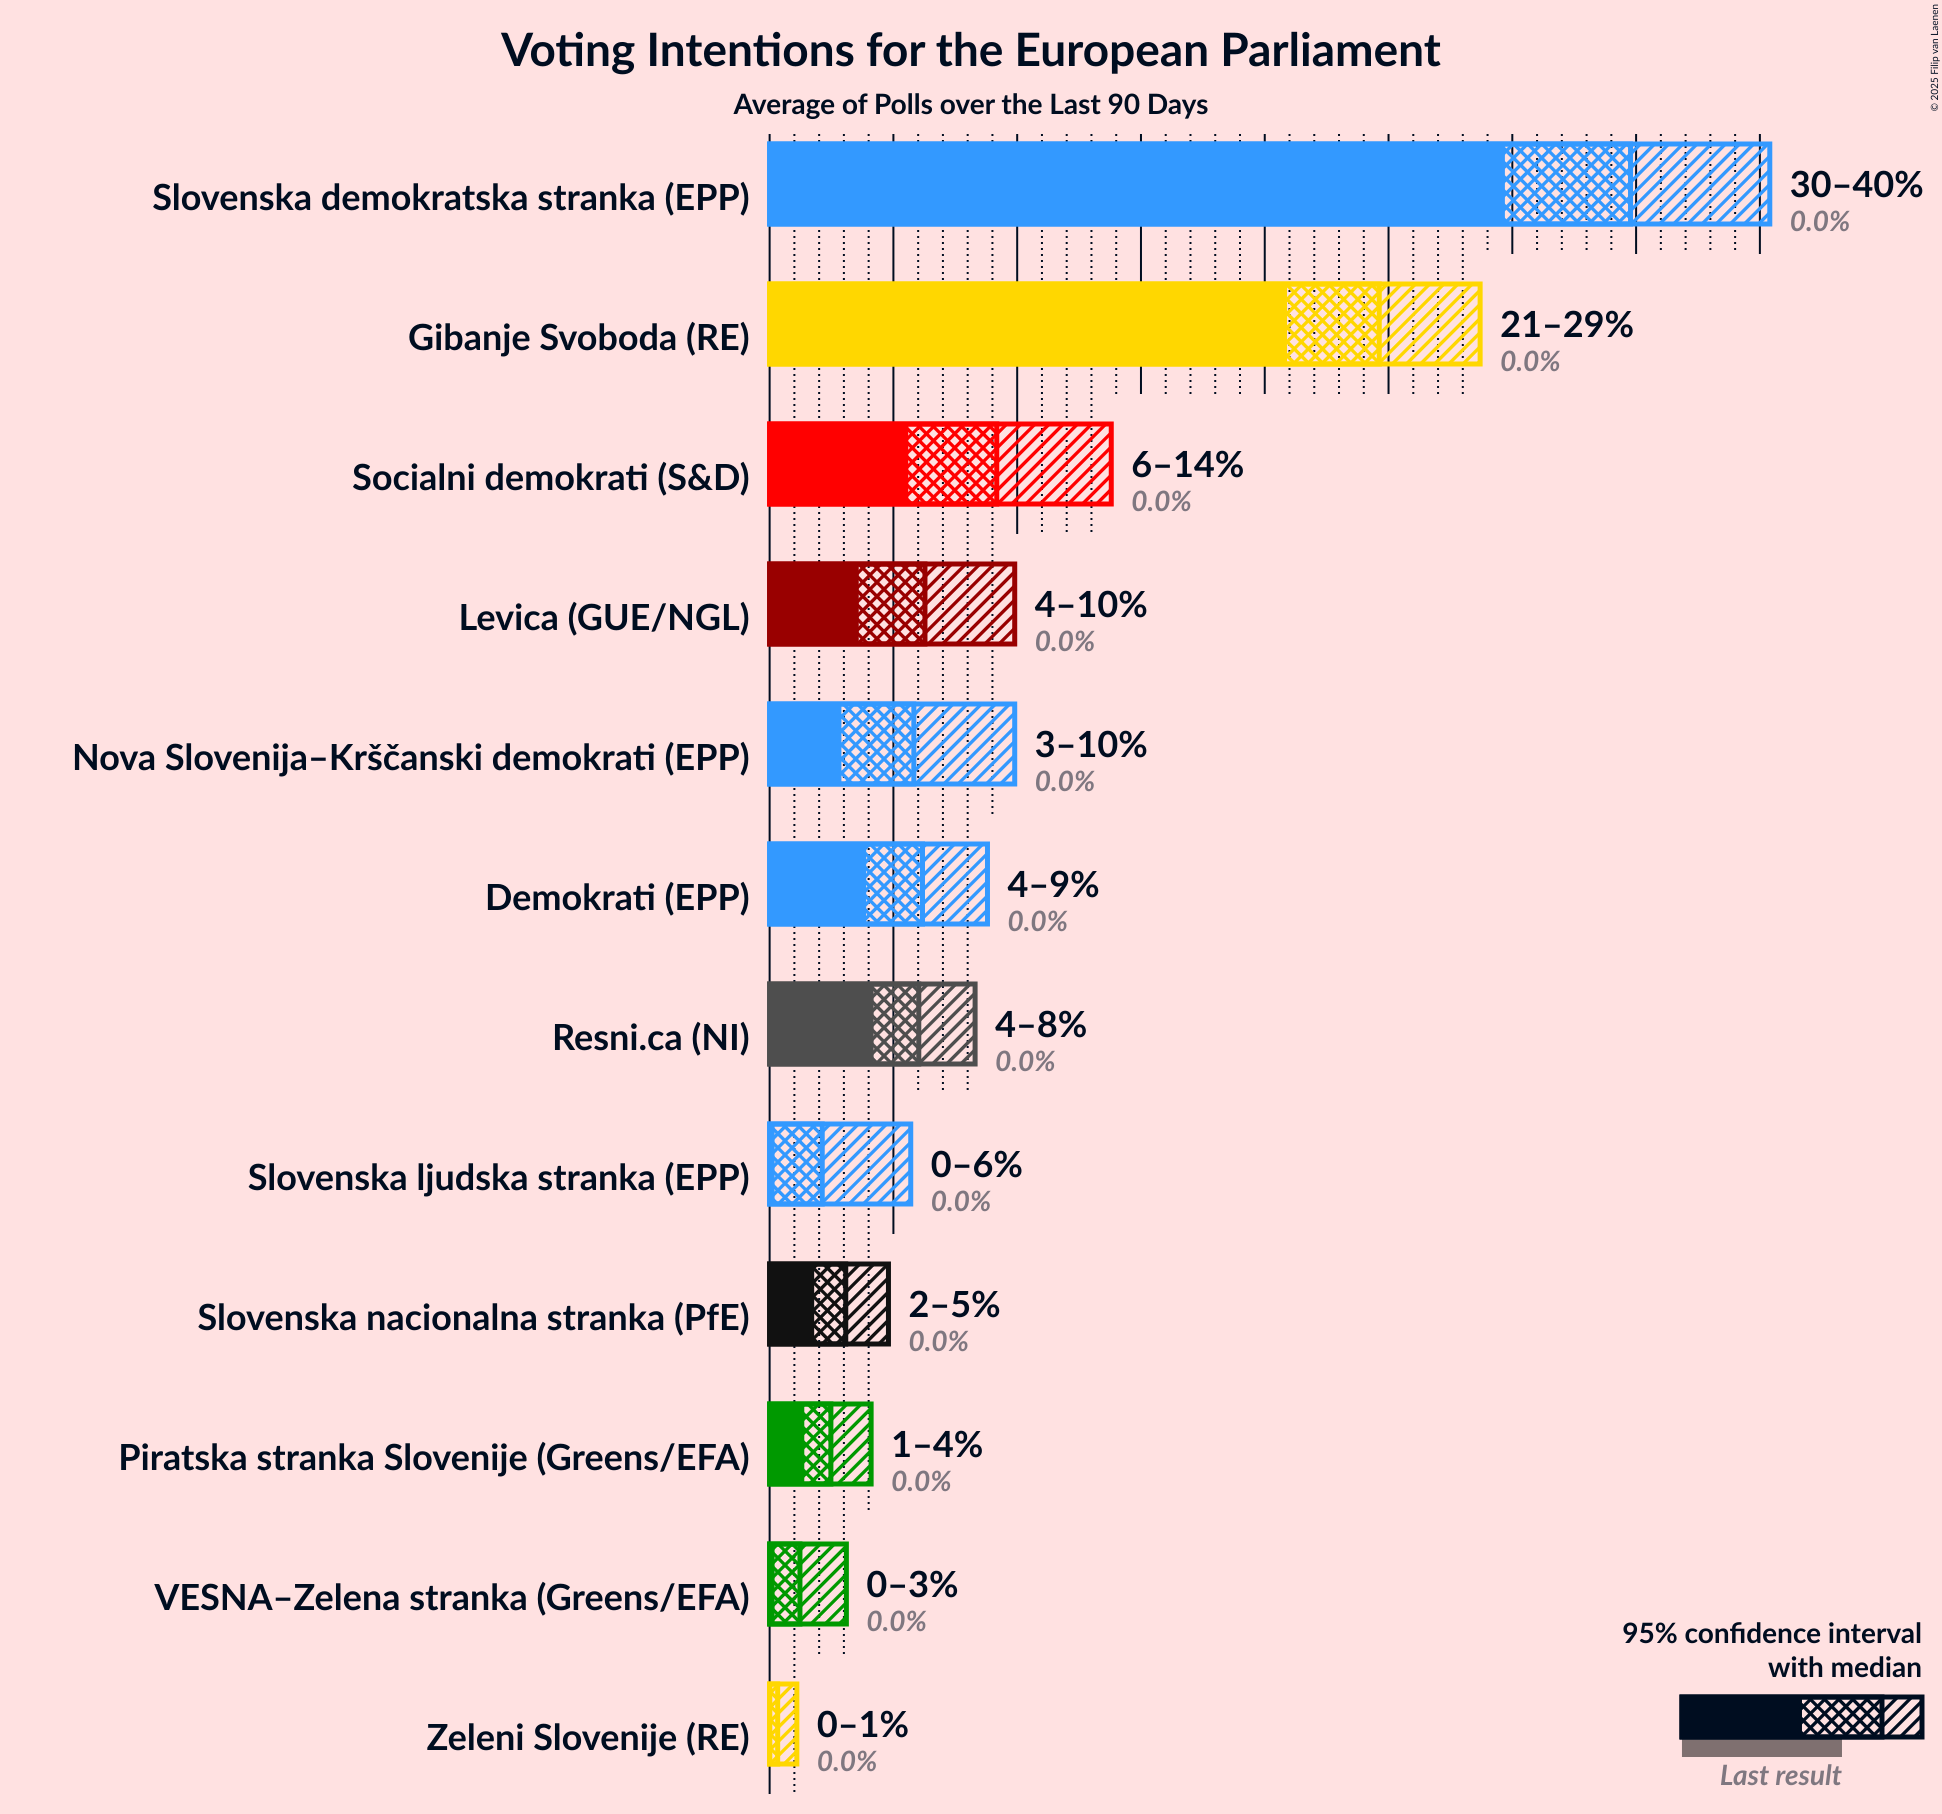 Voting Intentions for the European Parliament
Average of Polls over the Last 90 Days
© 2025 Filip van Laenen
Slovenska demokratska stranka (EPP)
30–40%
0.0%
Gibanje Svoboda (RE)
21–29%
0.0%
Socialni demokrati (S&D)
6–14%
0.0%
Levica (GUE/NGL)
4–10%
0.0%
Nova Slovenija–Krščanski demokrati (EPP)
3–10%
0.0%
Demokrati (EPP)
4–9%
0.0%
Resni.ca (NI)
4–8%
0.0%
Slovenska ljudska stranka (EPP)
0–6%
0.0%
Slovenska nacionalna stranka (PfE)
2–5%
0.0%
Piratska stranka Slovenije (Greens/EFA)
1–4%
0.0%
VESNA–Zelena stranka (Greens/EFA)
0–3%
0.0%
Zeleni Slovenije (RE)
0–1%
0.0%
95% confidence interval
with median
Last result